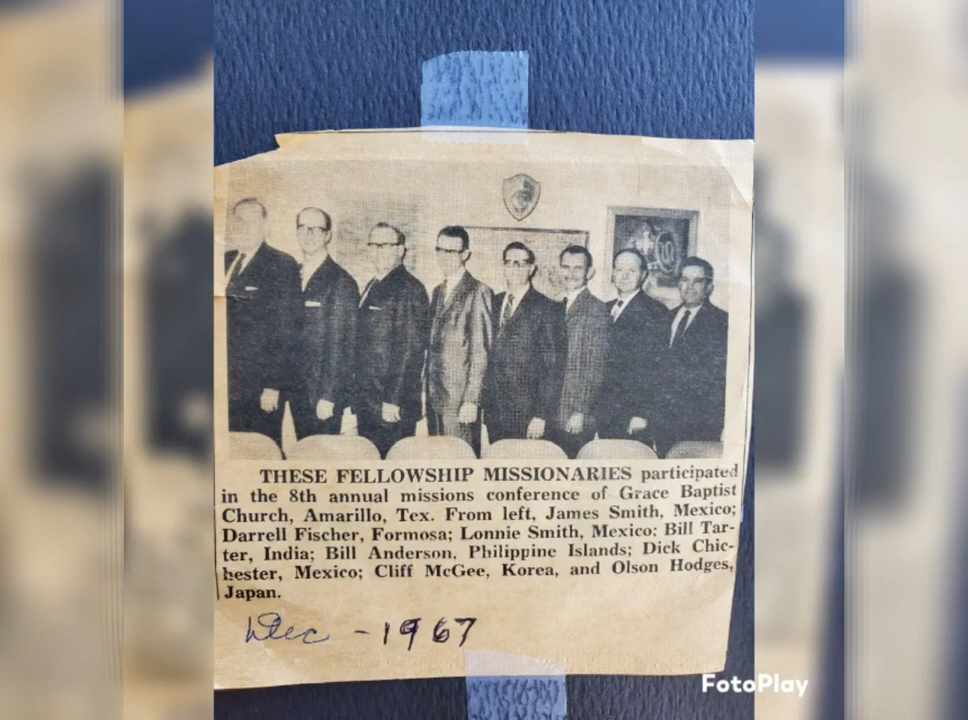 THESE FELLOWSHIP MISSIONARIES participated
in the 8th annual missions conference of Grace Baptist
Church, Amarillo, Tex. From left, James Smith, Mexico;
Darrell Fischer, Formosa; Lonnie Smith, Mexico; Bill Tar-
ter, India; Bill Anderson, Philippine Islands; Dick Chic-
hester, Mexico; Cliff McGee, Korea, and Olson Hodges,
Japan.
Dec - 1967
FotoPlay